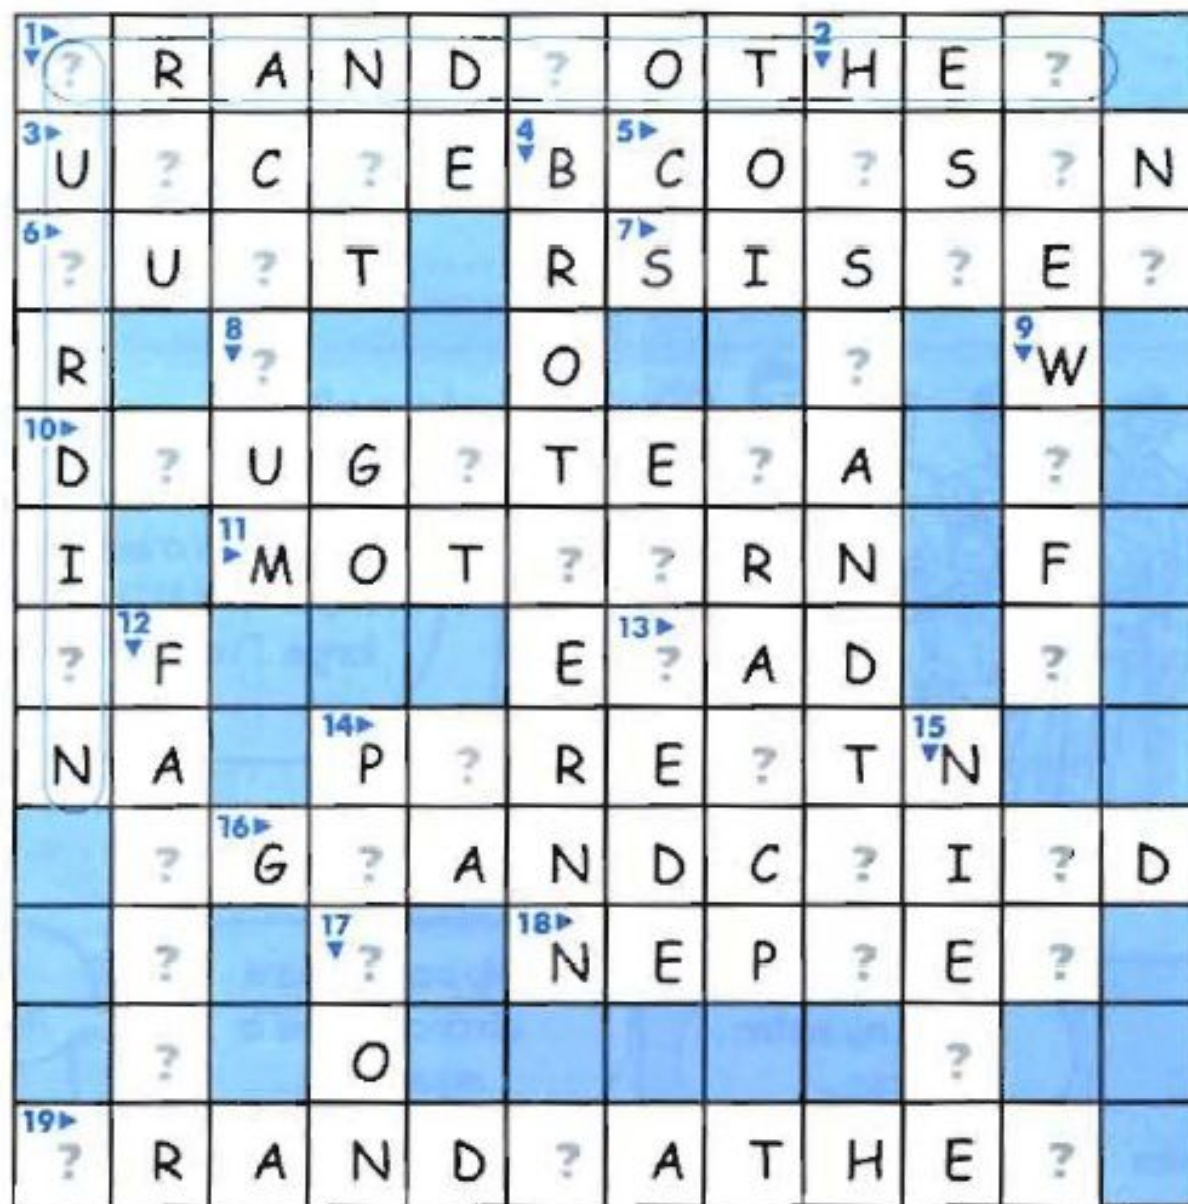 1 ? R A N D ? O T 2 H E ?
3 U ? C ? E 4 B 5 C O ? S ? N
6 ? U ? T R 7 S I S ? E ?
R 8 ? O ? 9 W
10 D ? U G ? T E ? A ?
I 11 M O T ? ? R N F
? 12 F E 13 ? A D ?
N A 14 P ? R E ? T 15 N
? 16 G ? A N D C ? I ? D
? 17 ? 18 N E P ? E ?
? O ?
19 ? R A N D ? A T H E ?